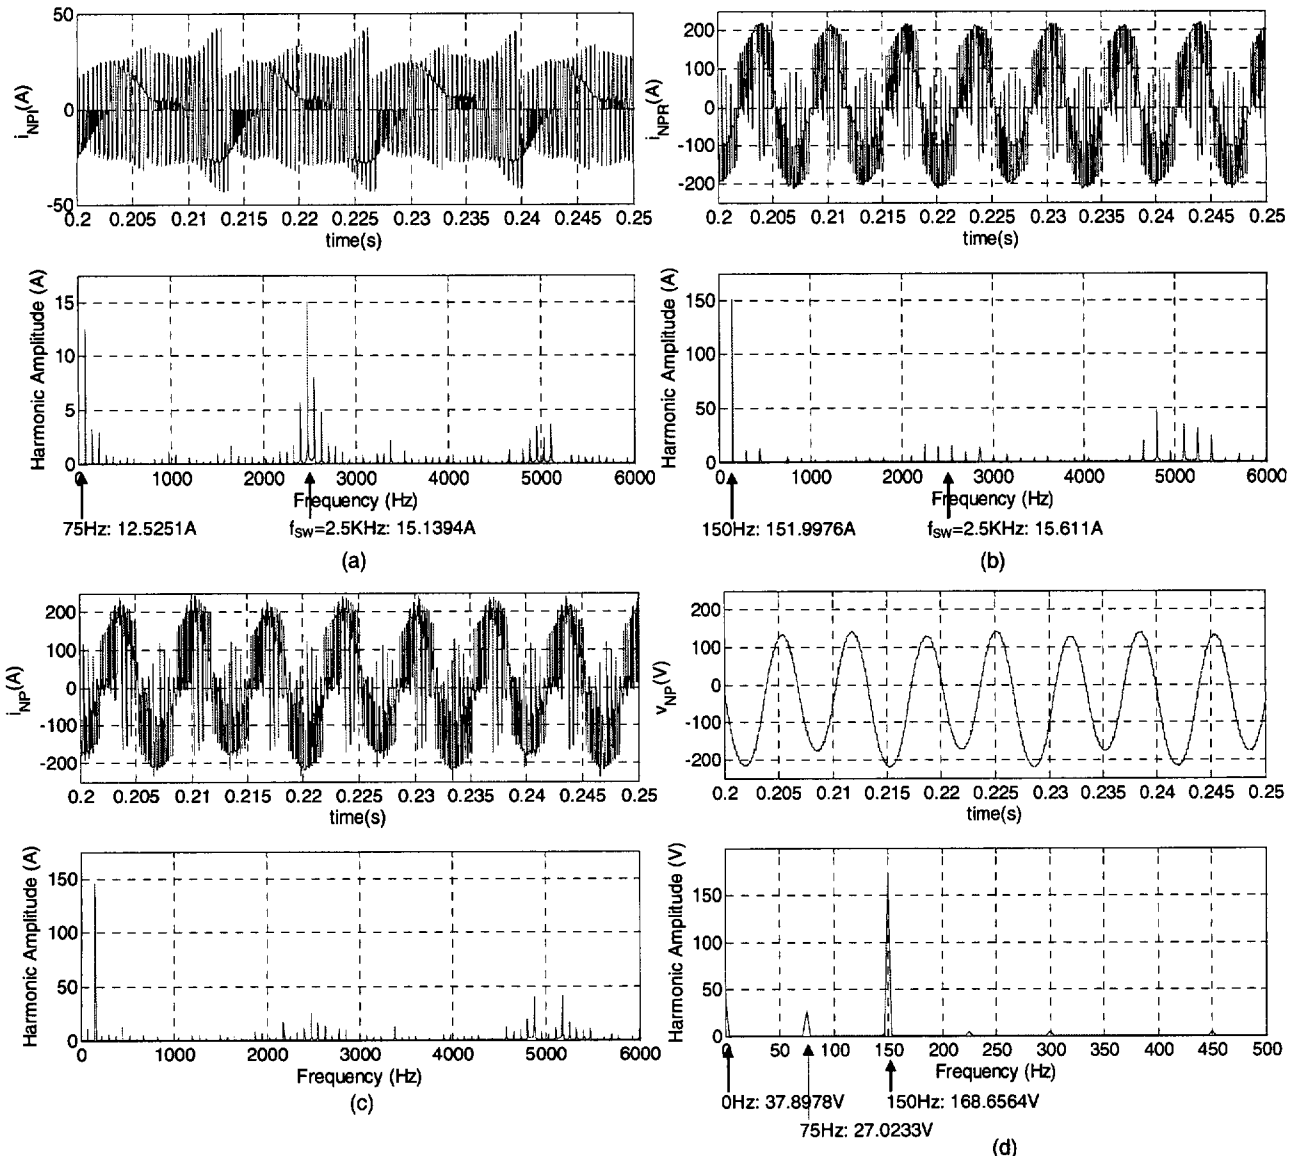 50
0
-50
i_NPI(A)
0.2 0.205 0.21 0.215 0.22 0.225 0.23 0.235 0.24 0.245 0.25
time(s)
15
10
5
0
Harmonic Amplitude (A)
0 1000 2000 3000 4000 5000 6000
Frequency (Hz)
75Hz: 12.5251A
f_SW=2.5KHz: 15.1394A
(a)
200
100
0
-100
-200
i_NPR(A)
0.2 0.205 0.21 0.215 0.22 0.225 0.23 0.235 0.24 0.245 0.25
time(s)
150
100
50
0
Harmonic Amplitude (A)
0 1000 2000 3000 4000 5000 6000
Frequency (Hz)
150Hz: 151.9976A
f_SW=2.5KHz: 15.611A
(b)
200
100
0
-100
-200
i_NP(A)
0.2 0.205 0.21 0.215 0.22 0.225 0.23 0.235 0.24 0.245 0.25
time(s)
150
100
50
0
Harmonic Amplitude (A)
0 1000 2000 3000 4000 5000 6000
Frequency (Hz)
(c)
200
100
0
-100
-200
v_NP(V)
0.2 0.205 0.21 0.215 0.22 0.225 0.23 0.235 0.24 0.245 0.25
time(s)
150
100
50
0
Harmonic Amplitude (V)
0 50 100 150 200 250 300 350 400 450 500
Frequency (Hz)
0Hz: 37.8978V
150Hz: 168.6564V
75Hz: 27.0233V
(d)